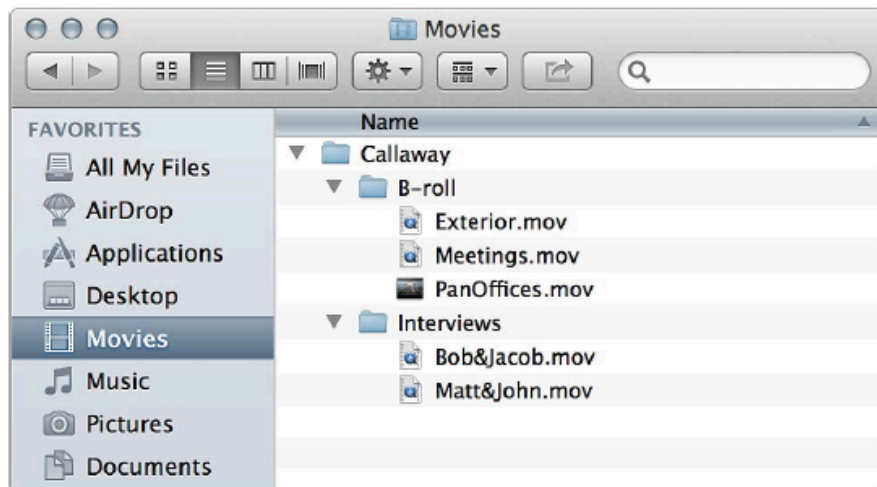 Movies
FAVORITES
All My Files
AirDrop
Applications
Desktop
Movies
Music
Pictures
Documents
Name
Callaway
B-roll
Exterior.mov
Meetings.mov
PanOffices.mov
Interviews
Bob&Jacob.mov
Matt&John.mov